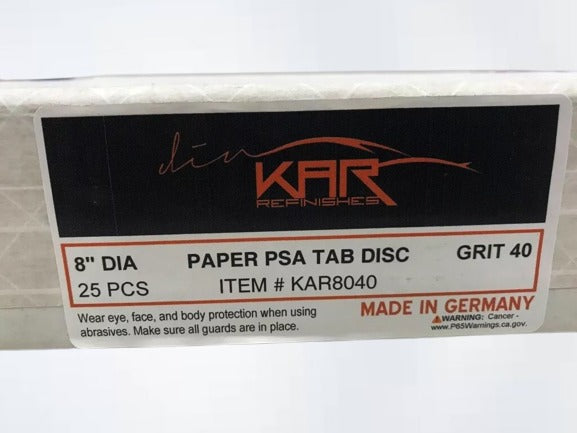 din
KAR
REFINISHES
8" DIA PAPER PSA TAB DISC GRIT 40
25 PCS ITEM # KAR8040
Wear eye, face, and body protection when using
abrasives. Make sure all guards are in place.
MADE IN GERMANY
WARNING: Cancer -
www.P65Warnings.ca.gov.